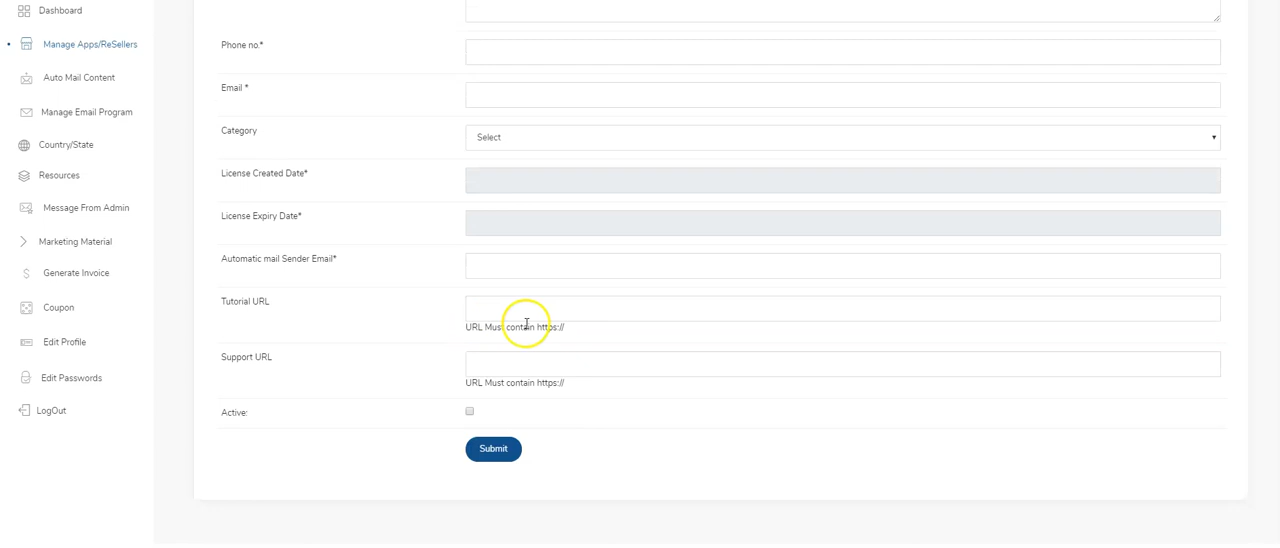 Dashboard
Manage Apps/ReSellers
Auto Mail Content
Manage Email Program
Country/State
Resources
Message From Admin
Marketing Material
Generate Invoice
Coupon
Edit Profile
Edit Passwords
LogOut
Phone no.*
Email *
Category
Select
License Created Date*
License Expiry Date*
Automatic mail Sender Email*
Tutorial URL
URL Must contain https://
Support URL
URL Must contain https://
Active:
Submit